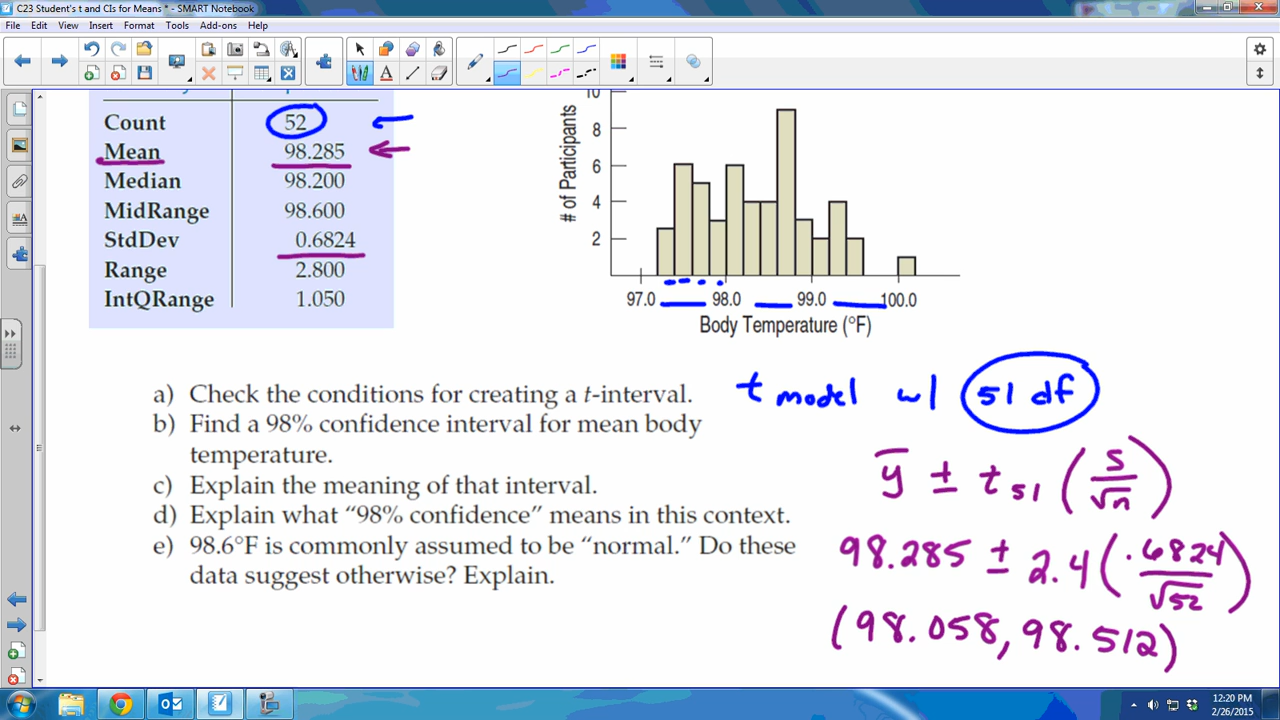 C23 Student's t and CIs for Means * - SMART Notebook
File Edit View Insert Format Tools Add-ons Help
Count 52
Mean 98.285
Median 98.200
MidRange 98.600
StdDev 0.6824
Range 2.800
IntQRange 1.050
# of Participants
10
8
6
4
2
97.0 98.0 99.0 100.0
Body Temperature (°F)
a) Check the conditions for creating a t-interval.
b) Find a 98% confidence interval for mean body
temperature.
c) Explain the meaning of that interval.
d) Explain what “98% confidence” means in this context.
e) 98.6°F is commonly assumed to be “normal.” Do these
data suggest otherwise? Explain.
t model w/ 51 df
y̅ ± t51 (s/√n)
98.285 ± 2.4 (.6824/√52)
(98.058, 98.512)
12:20 PM
2/26/2015